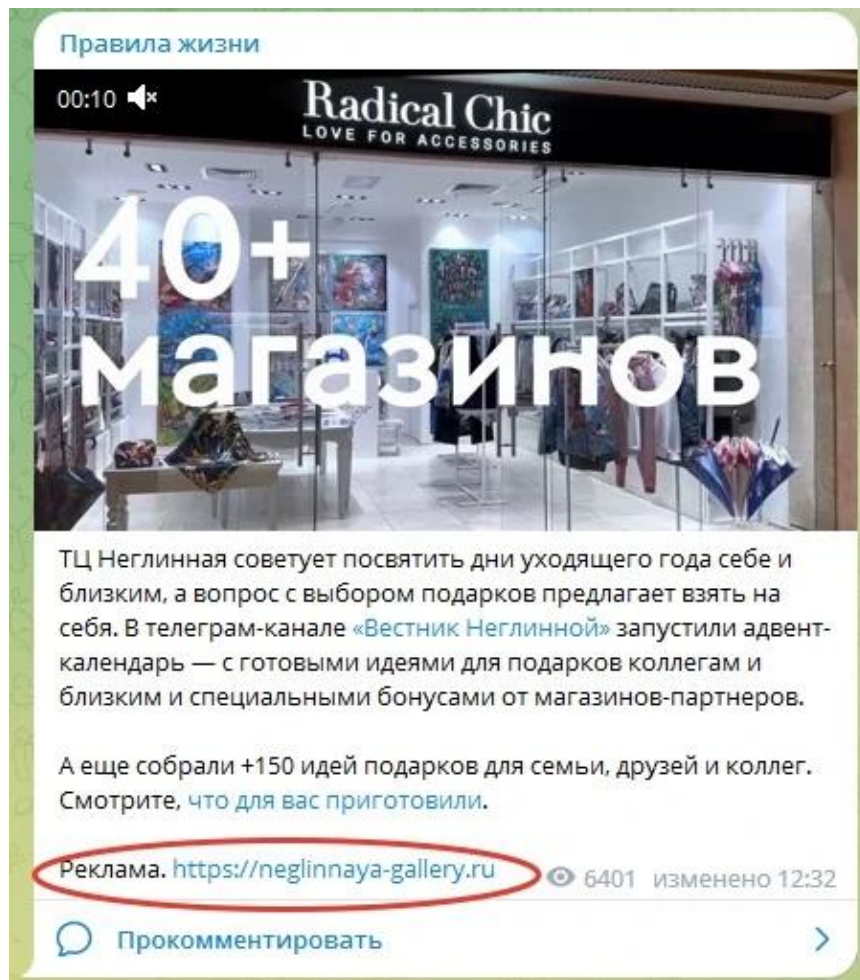 Правила жизни
00:10
Radical Chic
LOVE FOR ACCESSORIES
40+
магазинов
ТЦ Неглинная советует посвятить дни уходящего года себе и
близким, а вопрос с выбором подарков предлагает взять на
себя. В телеграм-канале «Вестник Неглинной» запустили адвент-
календарь — с готовыми идеями для подарков коллегам и
близким и специальными бонусами от магазинов-партнеров.
А еще собрали +150 идей подарков для семьи, друзей и коллег.
Смотрите, что для вас приготовили.
Реклама. https://neglinnaya-gallery.ru 6401 изменено 12:32
Прокомментировать